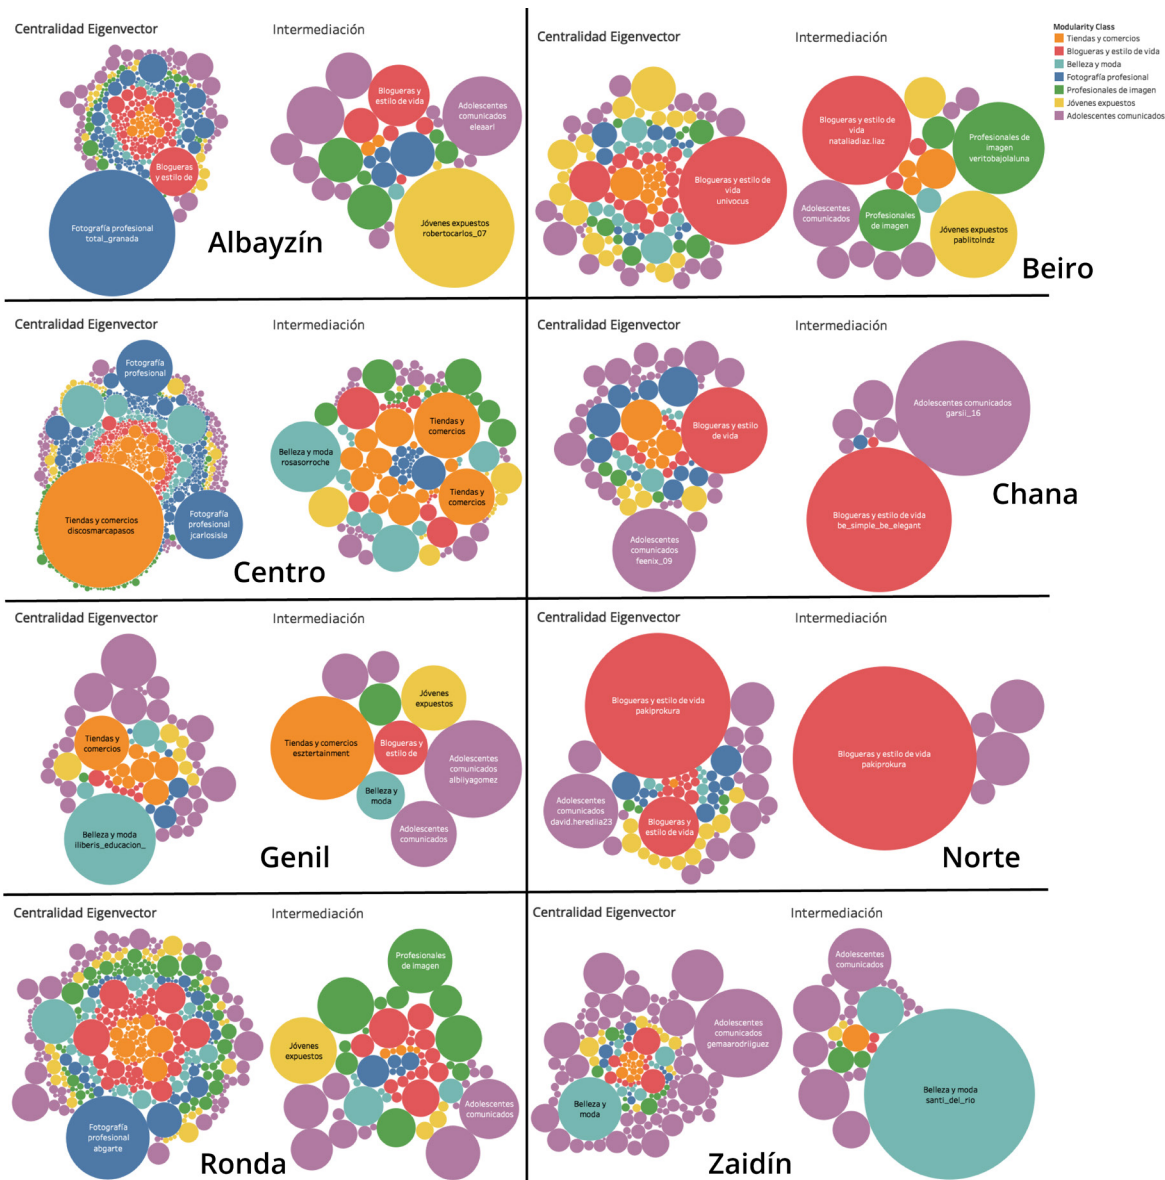 Centralidad Eigenvector
Intermediación
Blogueras
y estilo de
Fotografía profesional
total_granada
Blogueras y
estilo de vida
Adolescentes
comunicados
eleaarl
Jóvenes expuestos
robertocarlos_07
Albayzín
Centralidad Eigenvector
Intermediación
Blogueras y estilo de
vida
univocus
Blogueras y estilo de
vida
nataliadiaz.liaz
Profesionales de
imagen
veritobajolaluna
Adolescentes
comunicados
Profesionales
de imagen
Jóvenes expuestos
pablitolndz
Beiro
Modularity Class
Tiendas y comercios
Blogueras y estilo de vida
Belleza y moda
Fotografía profesional
Profesionales de imagen
Jóvenes expuestos
Adolescentes comunicados
Centralidad Eigenvector
Intermediación
Fotografía
profesional
Tiendas y comercios
discosmarcapasos
Fotografía
profesional
jcarlosisla
Belleza y moda
rosasorroche
Tiendas y
comercios
Tiendas y
comercios
Centro
Centralidad Eigenvector
Intermediación
Blogueras y estilo
de vida
Adolescentes
comunicados
feenix_09
Adolescentes comunicados
garsii_16
Blogueras y estilo de vida
be_simple_be_elegant
Chana
Centralidad Eigenvector
Intermediación
Tiendas y
comercios
Belleza y moda
iliberis_educacion_
Jóvenes
expuestos
Tiendas y comercios
esztertainment
Blogueras y
estilo de
Adolescentes
comunicados
albiiyagomez
Belleza y
moda
Adolescentes
comunicados
Genil
Centralidad Eigenvector
Intermediación
Blogueras y estilo de vida
pakiprokura
Adolescentes
comunicados
david.herediia23
Blogueras y
estilo de vida
Blogueras y estilo de vida
pakiprokura
Norte
Centralidad Eigenvector
Intermediación
Fotografía
profesional
abgarte
Profesionales
de imagen
Jóvenes
expuestos
Adolescentes
comunicados
Ronda
Centralidad Eigenvector
Intermediación
Adolescentes
comunicados
gemaarodriiguez
Belleza y
moda
Adolescentes
comunicados
Belleza y moda
santi_del_rio
Zaidín